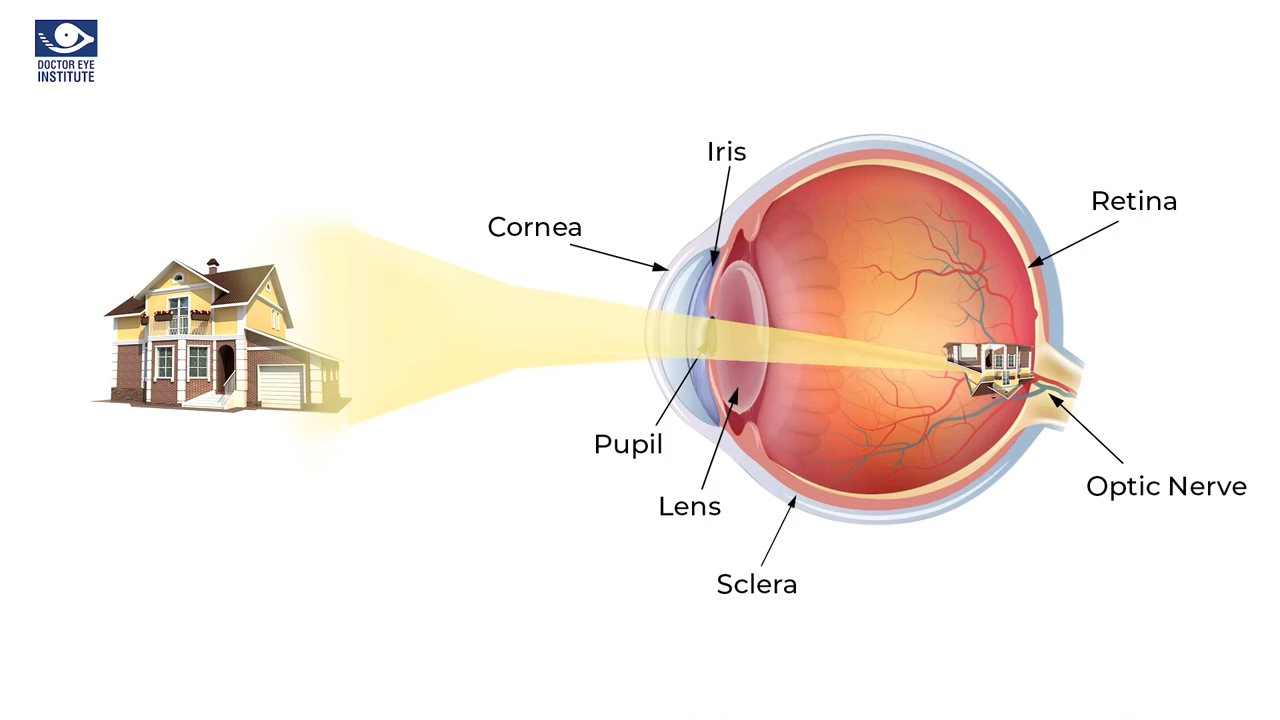 DOCTOR EYE
INSTITUTE
Iris
Retina
Cornea
Pupil
Optic Nerve
Lens
Sclera